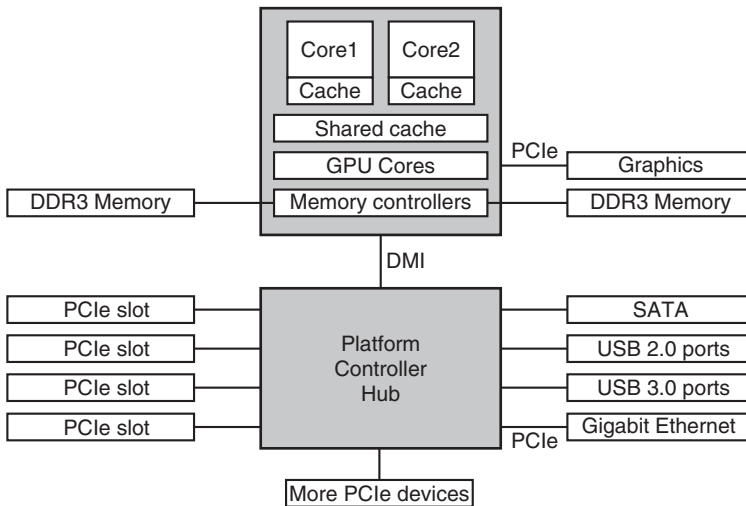 Core1
Core2
Cache
Cache
Shared cache
GPU Cores
PCIe
Graphics
DDR3 Memory
Memory controllers
DDR3 Memory
DMI
PCIe slot
PCIe slot
PCIe slot
PCIe slot
Platform
Controller
Hub
SATA
USB 2.0 ports
USB 3.0 ports
Gigabit Ethernet
PCIe
More PCIe devices